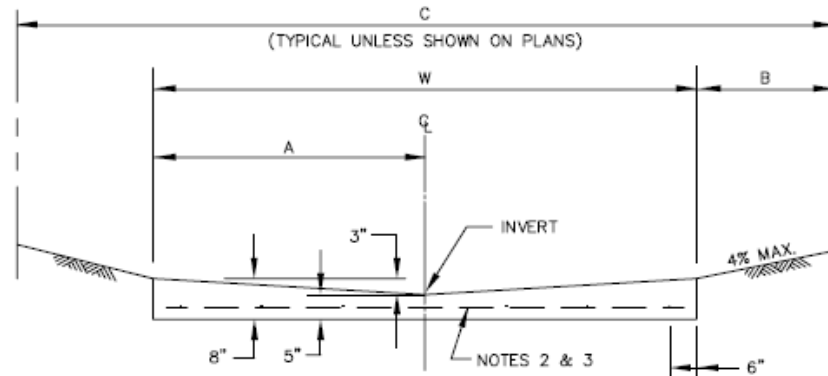 C
(TYPICAL UNLESS SHOWN ON PLANS)
W
B
℄
A
3"
INVERT
4% MAX.
8"
5"
NOTES 2 & 3
6"